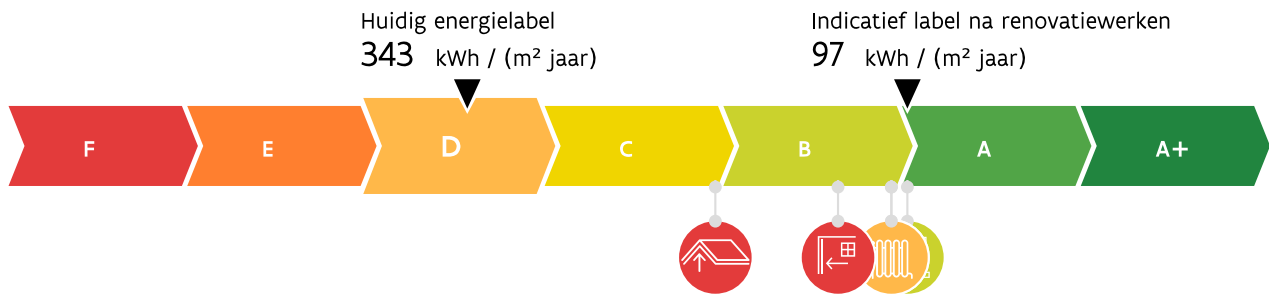 Huidig energielabel
343 kWh / (m² jaar)
Indicatief label na renovatiewerken
97 kWh / (m² jaar)
F E D C B A A+